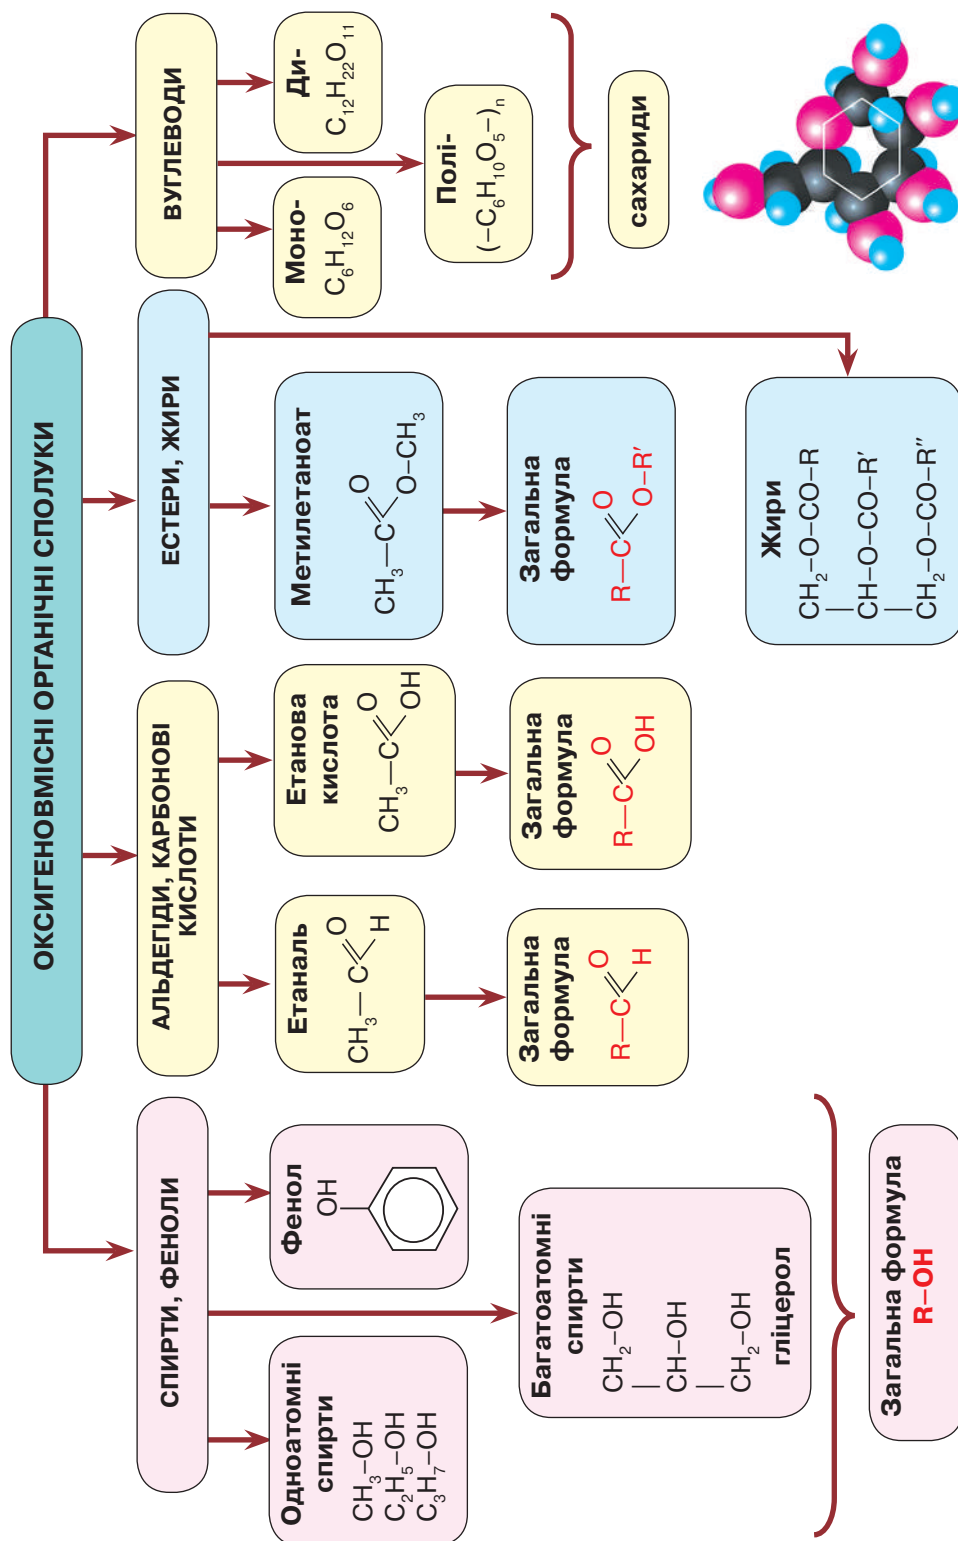 ОКСИГЕНОВМІСНІ ОРГАНІЧНІ СПОЛУКИ
СПИРТИ, ФЕНОЛИ
Одноатомні
спирти
CH₃–OH
C₂H₅–OH
C₃H₇–OH
Фенол
OH
Багатоатомні
спирти
CH₂–OH
|
CH–OH
|
CH₂–OH
гліцерол
Загальна формула
R–OH
АЛЬДЕГІДИ, КАРБОНОВІ
КИСЛОТИ
Етаналь
O
CH₃—C
H
Загальна
формула
O
R—C
H
Етанова
кислота
O
CH₃—C
OH
Загальна
формула
O
R—C
OH
ЕСТЕРИ, ЖИРИ
Метилетаноат
O
CH₃—C
O–CH₃
Загальна
формула
O
R—C
O–R′
Жири
CH₂–O–CO–R
|
CH–O–CO–R′
|
CH₂–O–CO–R″
ВУГЛЕВОДИ
Моно-
C₆H₁₂O₆
Ди-
C₁₂H₂₂O₁₁
Полі-
(–C₆H₁₀O₅–)ₙ
сахариди